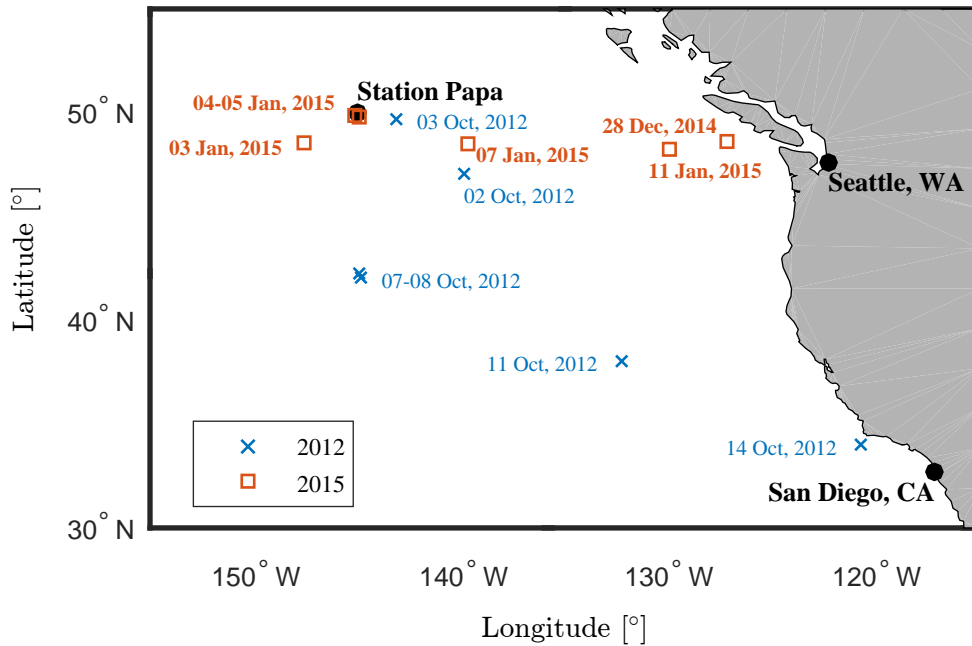 50° N
40° N
30° N
Latitude [°]
Station Papa
04-05 Jan, 2015
03 Oct, 2012
28 Dec, 2014
03 Jan, 2015
07 Jan, 2015
11 Jan, 2015
Seattle, WA
02 Oct, 2012
07-08 Oct, 2012
11 Oct, 2012
14 Oct, 2012
San Diego, CA
2012
2015
150° W
140° W
130° W
120° W
Longitude [°]